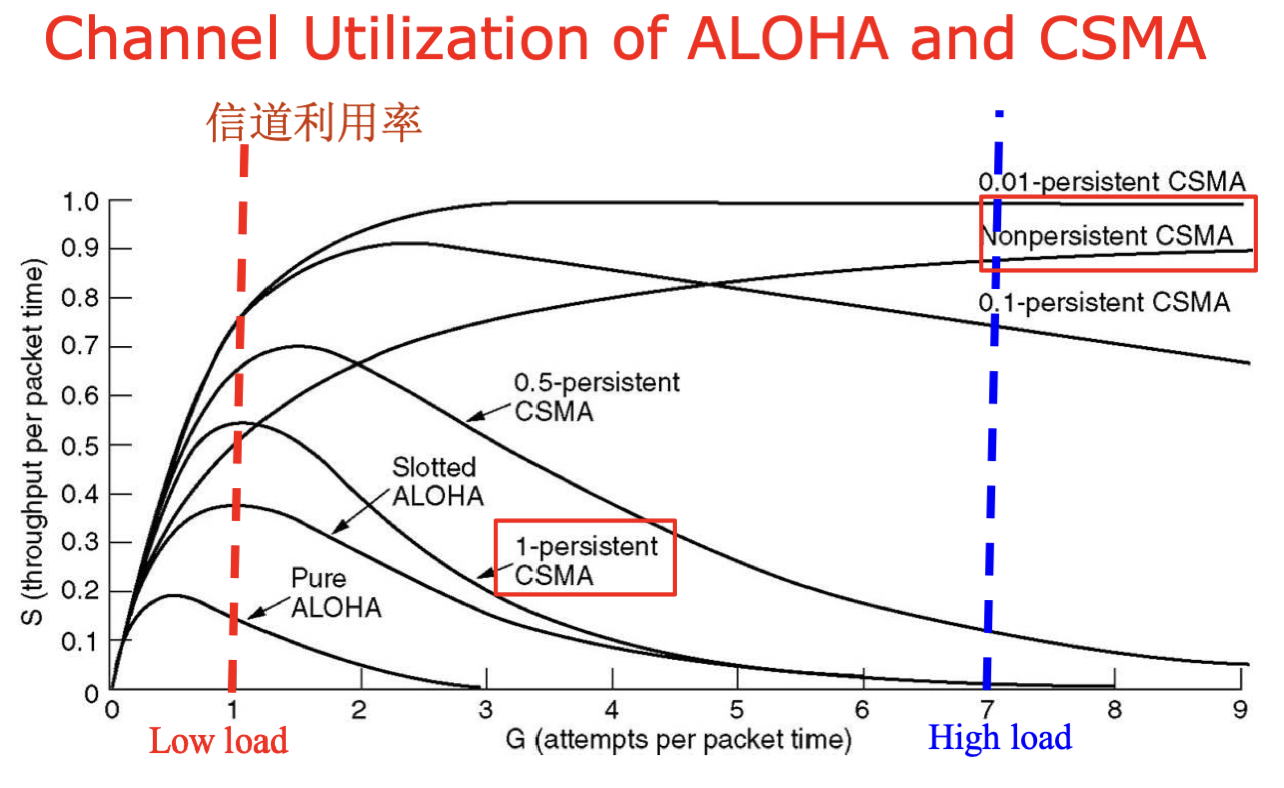 Channel Utilization of ALOHA and CSMA
信道利用率
0.01-persistent CSMA
Nonpersistent CSMA
0.1-persistent CSMA
0.5-persistent
CSMA
Slotted
ALOHA
1-persistent
CSMA
Pure
ALOHA
S (throughput per packet time)
1.0
0.9
0.8
0.7
0.6
0.5
0.4
0.3
0.2
0.1
0
0 1 2 3 4 5 6 7 8 9
Low load
G (attempts per packet time)
High load